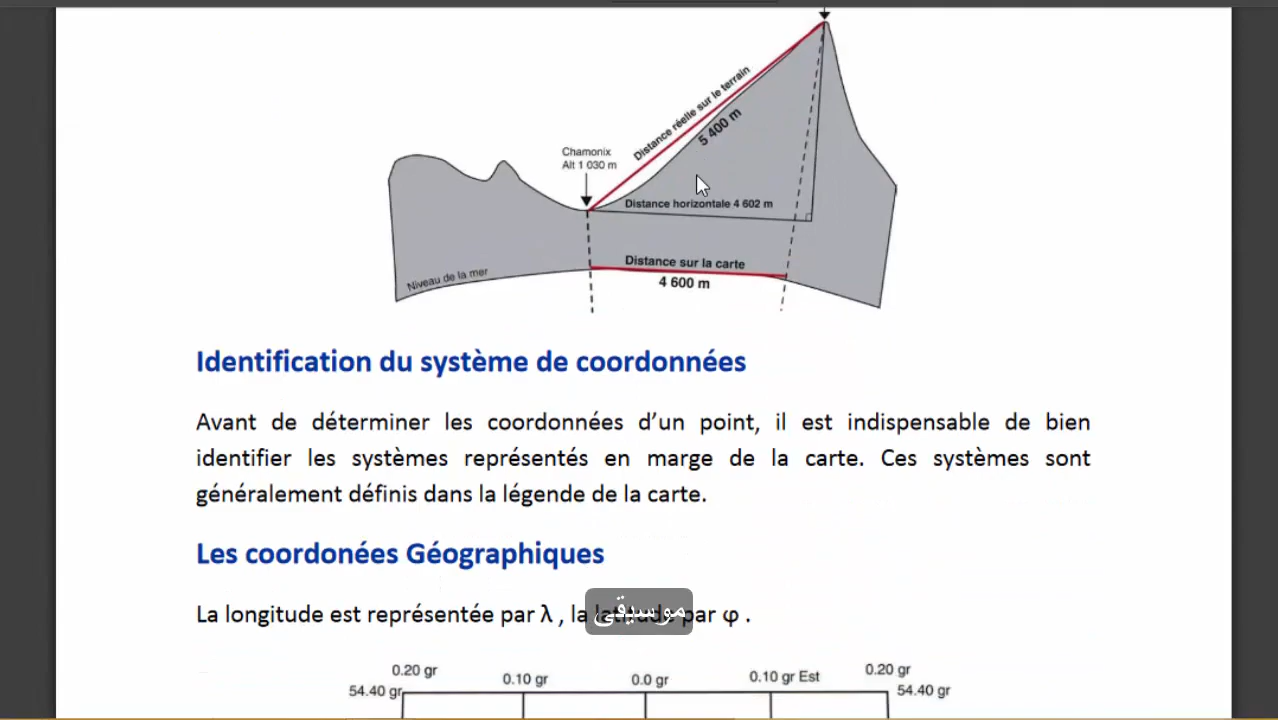 Distance réelle sur le terrain
5 400 m
Chamonix
Alt 1 030 m
Distance horizontale 4 602 m
Distance sur la carte
4 600 m
Niveau de la mer
Identification du système de coordonnées
Avant de déterminer les coordonnées d’un point, il est indispensable de bien
identifier les systèmes représentés en marge de la carte. Ces systèmes sont
généralement définis dans la légende de la carte.
Les coordonées Géographiques
La longitude est représentée par λ , la latitude par φ .
موسيقى
0.20 gr
0.10 gr
0.0 gr
0.10 gr Est
0.20 gr
54.40 gr
54.40 gr